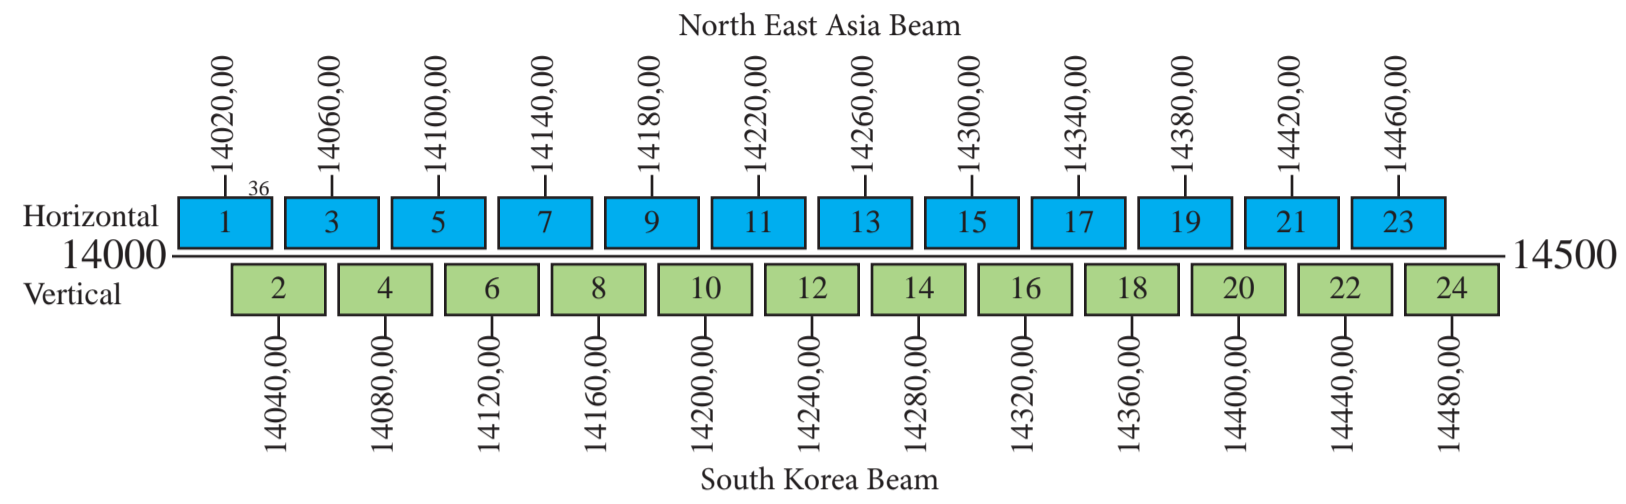 North East Asia Beam
14020,00 14060,00 14100,00 14140,00 14180,00 14220,00 14260,00 14300,00 14340,00 14380,00 14420,00 14460,00
36
Horizontal 1 3 5 7 9 11 13 15 17 19 21 23
14000 14500
Vertical 2 4 6 8 10 12 14 16 18 20 22 24
14040,00 14080,00 14120,00 14160,00 14200,00 14240,00 14280,00 14320,00 14360,00 14400,00 14440,00 14480,00
South Korea Beam